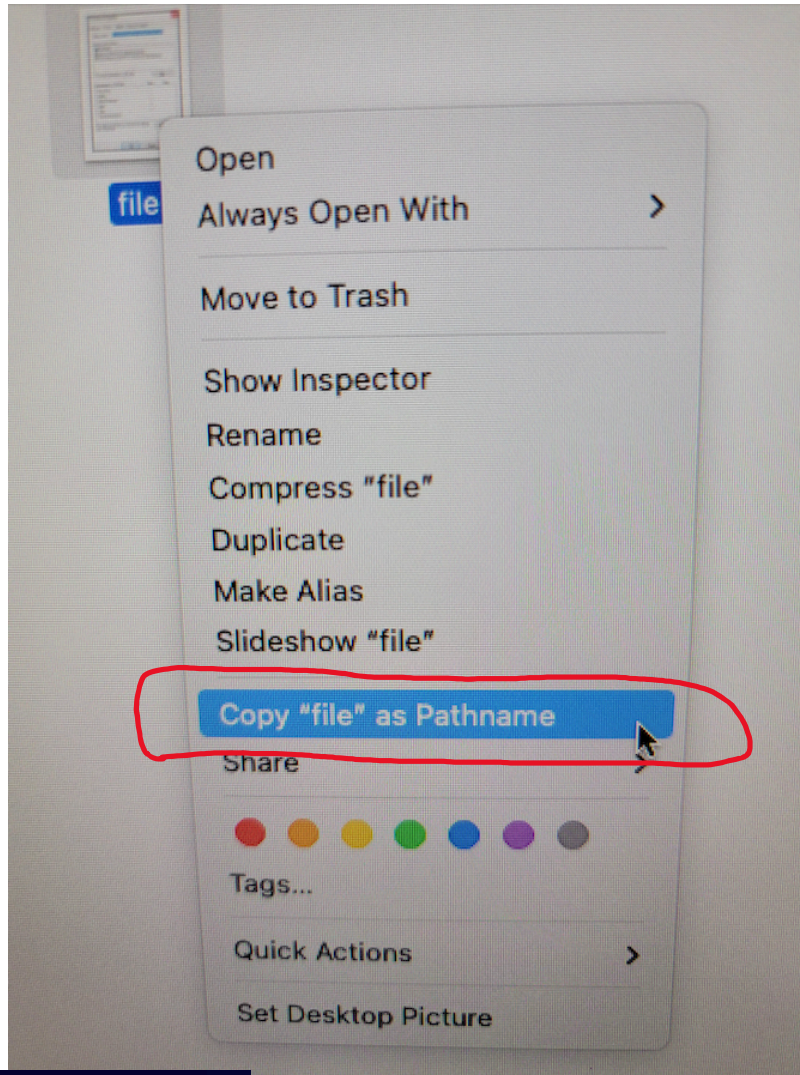 file
Open
Always Open With
Move to Trash
Show Inspector
Rename
Compress “file”
Duplicate
Make Alias
Slideshow “file”
Copy “file” as Pathname
Share
Tags...
Quick Actions
Set Desktop Picture